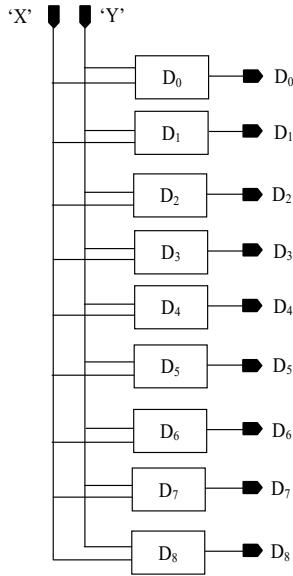 ‘X’ ‘Y’
D₀ D₀
D₁ D₁
D₂ D₂
D₃ D₃
D₄ D₄
D₅ D₅
D₆ D₆
D₇ D₇
D₈ D₈